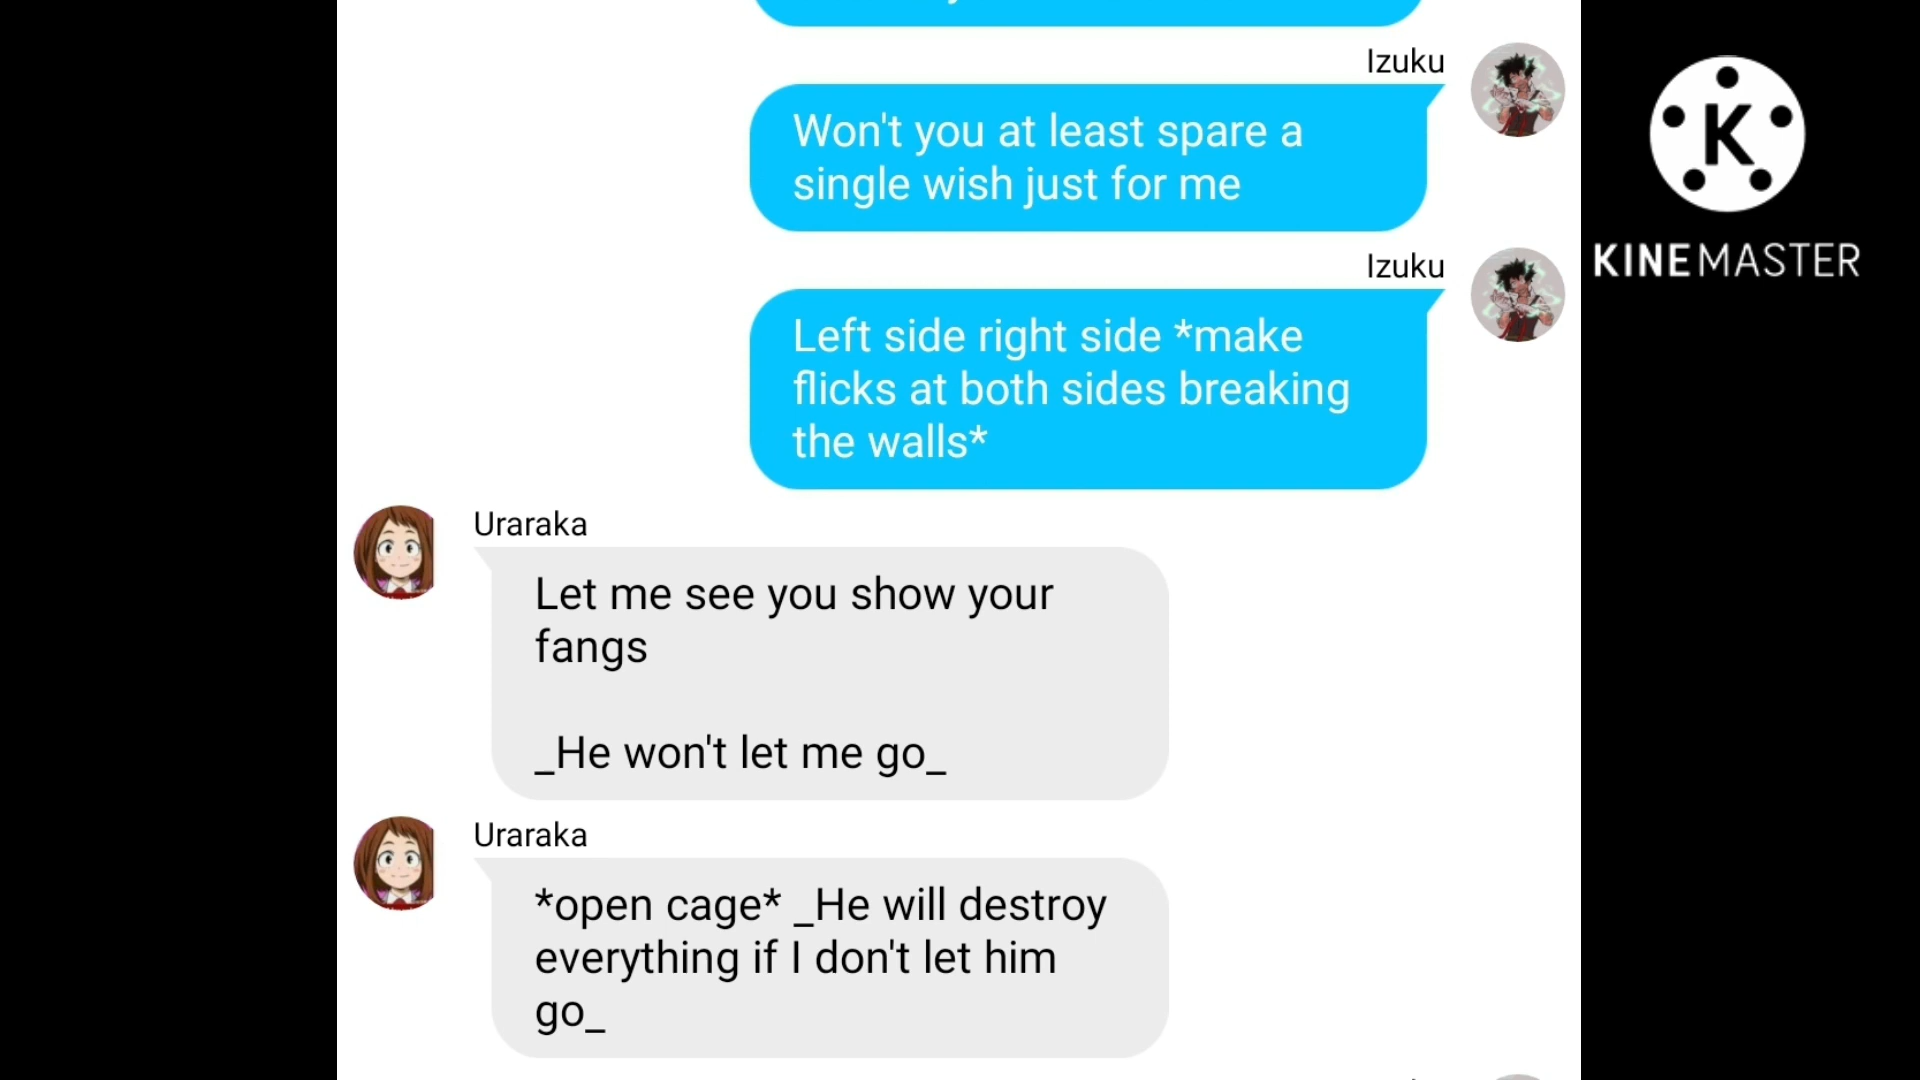 Izuku
Won't you at least spare a
single wish just for me
Izuku
Left side right side *make
flicks at both sides breaking
the walls*
Uraraka
Let me see you show your
fangs
_He won't let me go_
Uraraka
*open cage* _He will destroy
everything if I don't let him
go_
K
KINEMASTER